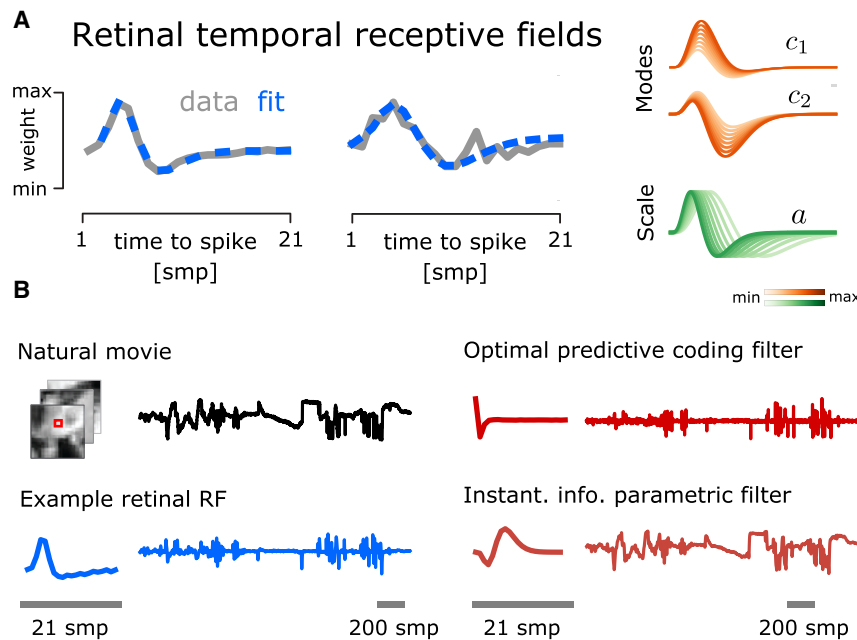 A
Retinal temporal receptive fields
max
weight
min
data fit
1 time to spike 21
[smp]
1 time to spike 21
[smp]
Modes
c1
c2
Scale
a
min max
B
Natural movie
Optimal predictive coding filter
Example retinal RF
Instant. info. parametric filter
21 smp
200 smp
21 smp
200 smp